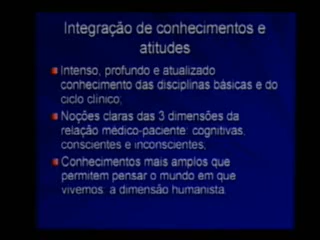 Integração de conhecimentos e
atitudes
Intenso, profundo e atualizado
conhecimento das disciplinas básicas e do
ciclo clínico;
Noções claras das 3 dimensões da
relação médico-paciente: cognitivas,
conscientes e inconscientes;
Conhecimentos mais amplos que
permitem pensar o mundo em que
vivemos: a dimensão humanista.